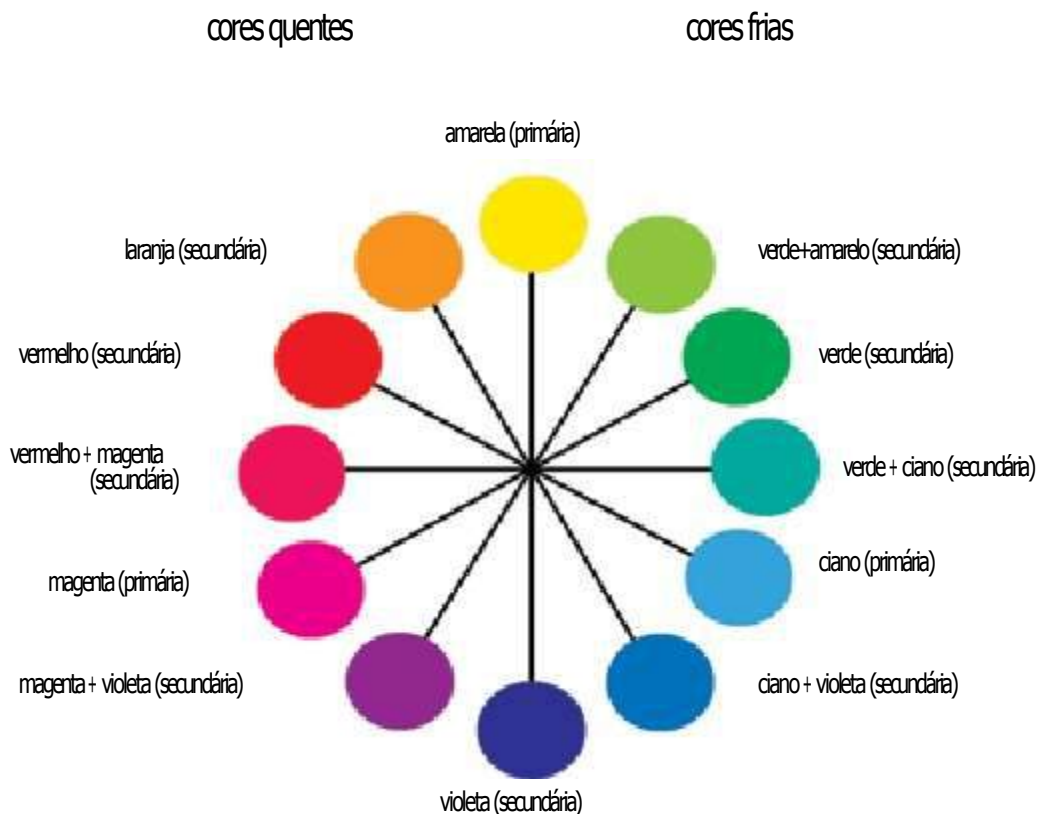 cores quentes
cores frias
amarela (primária)
laranja (secundária)
verde+amarelo (secundária)
vermelho (secundária)
verde (secundária)
vermelho + magenta
(secundária)
verde + ciano (secundária)
magenta (primária)
ciano (primária)
magenta + violeta (secundária)
ciano + violeta (secundária)
violeta (secundária)